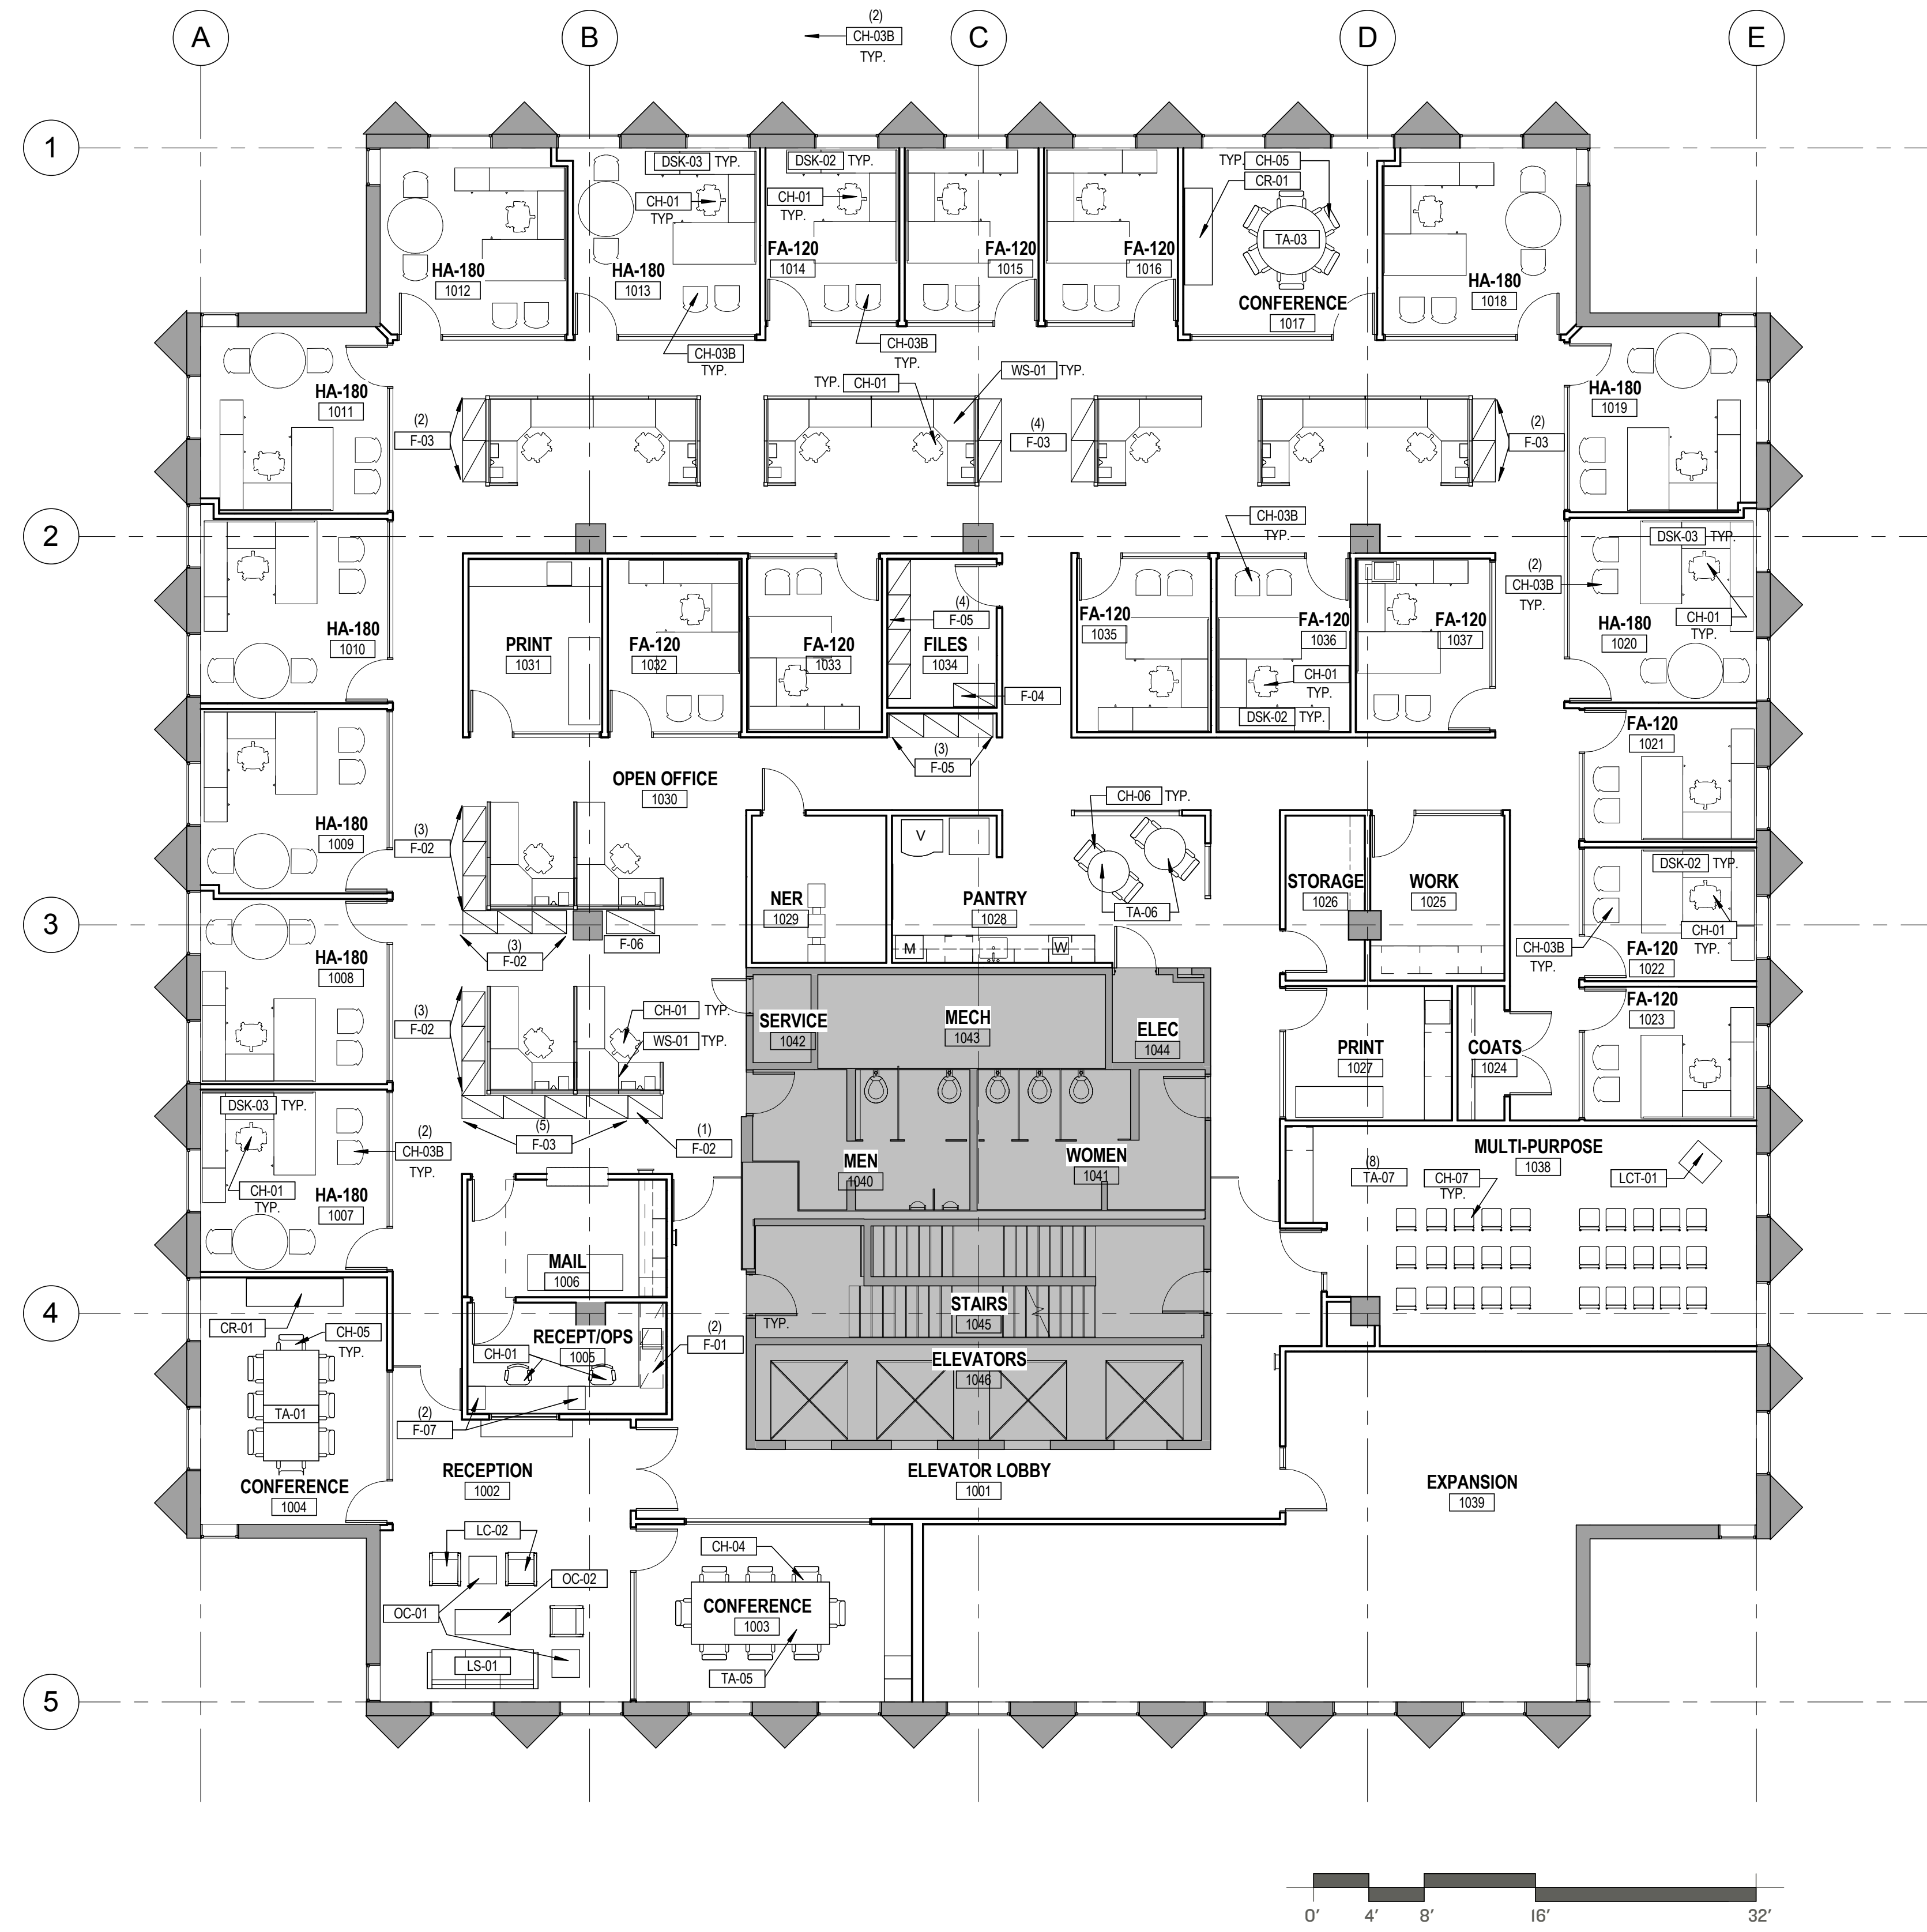 (2)
A B CH-03B C D E
TYP.
1
DSK-03 TYP.
DSK-02 TYP.
TYP. CH-05
CR-01
CH-01
TYP.
CH-01
TYP.
TA-03
HA-180
1012
HA-180
1013
FA-120
1014
FA-120
1015
FA-120
1016
CONFERENCE
1017
HA-180
1018
CH-03B
TYP.
CH-03B
TYP.
TYP. CH-01
WS-01 TYP.
HA-180
1011
(2)
F-03
(4)
F-03
(2)
F-03
HA-180
1019
2
CH-03B
TYP.
DSK-03 TYP.
(2)
CH-03B
TYP.
CH-01
TYP.
HA-180
1010
PRINT
1031
FA-120
1032
FA-120
1033
(4)
F-05
FILES
1034
F-04
FA-120
1035
FA-120
1036
CH-01
TYP.
DSK-02 TYP.
FA-120
1037
HA-180
1020
(3)
F-05
FA-120
1021
OPEN OFFICE
1030
CH-06 TYP.
HA-180
1009
(3)
F-02
V
DSK-02 TYP.
NER
1029
PANTRY
1028
TA-06
STORAGE
1026
WORK
1025
3
(3)
F-02
F-06
M
W
CH-03B
TYP.
CH-01
TYP.
FA-120
1022
HA-180
1008
(3)
F-02
CH-01 TYP.
WS-01 TYP.
SERVICE
1042
MECH
1043
ELEC
1044
PRINT
1027
COATS
1024
FA-120
1023
DSK-03 TYP.
(2)
CH-03B
TYP.
(5)
F-03
(1)
F-02
CH-01
TYP.
HA-180
1007
MEN
1040
WOMEN
1041
MULTI-PURPOSE
1038
(8)
TA-07
CH-07
TYP.
LCT-01
MAIL
1006
4
CR-01
CH-05
TYP.
RECEPT/OPS
1005
CH-01
(2)
F-01
TYP.
STAIRS
1045
ELEVATORS
1046
TA-01
(2)
F-07
CONFERENCE
1004
RECEPTION
1002
ELEVATOR LOBBY
1001
EXPANSION
1039
LC-02
CH-04
OC-02
OC-01
CONFERENCE
1003
LS-01
TA-05
5
0' 4' 8' 16' 32'